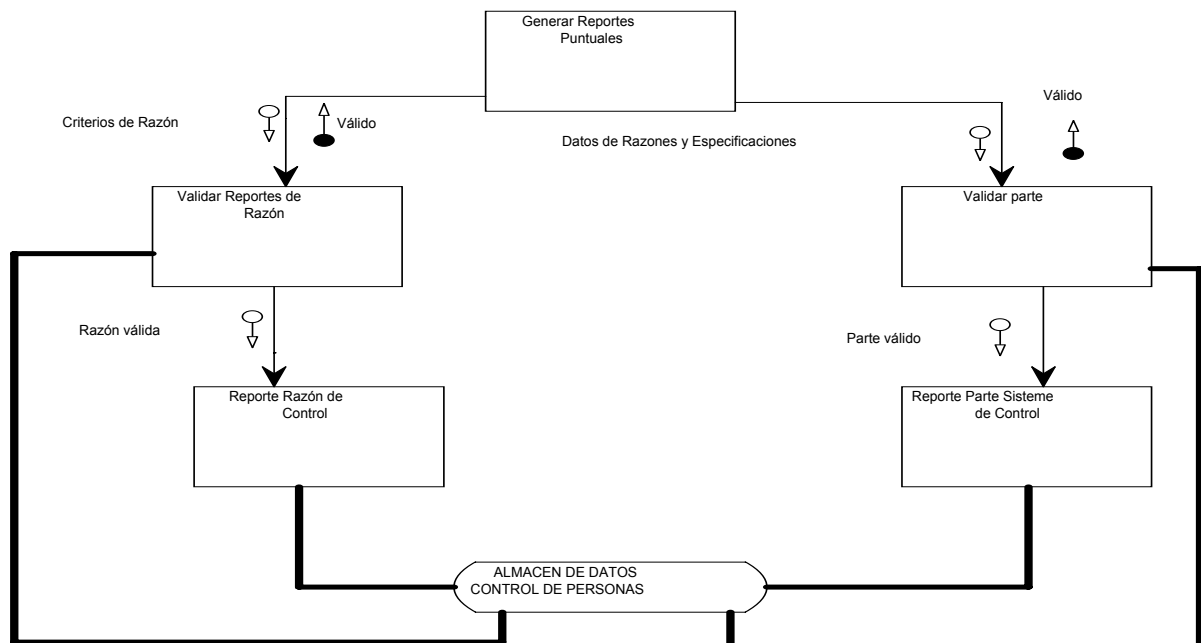 Generar Reportes
Puntuales
Criterios de Razón
Válido
Datos de Razones y Especificaciones
Válido
Validar Reportes de
Razón
Validar parte
Razón válida
Parte válido
Reporte Razón de
Control
Reporte Parte Sisteme
de Control
ALMACEN DE DATOS
CONTROL DE PERSONAS